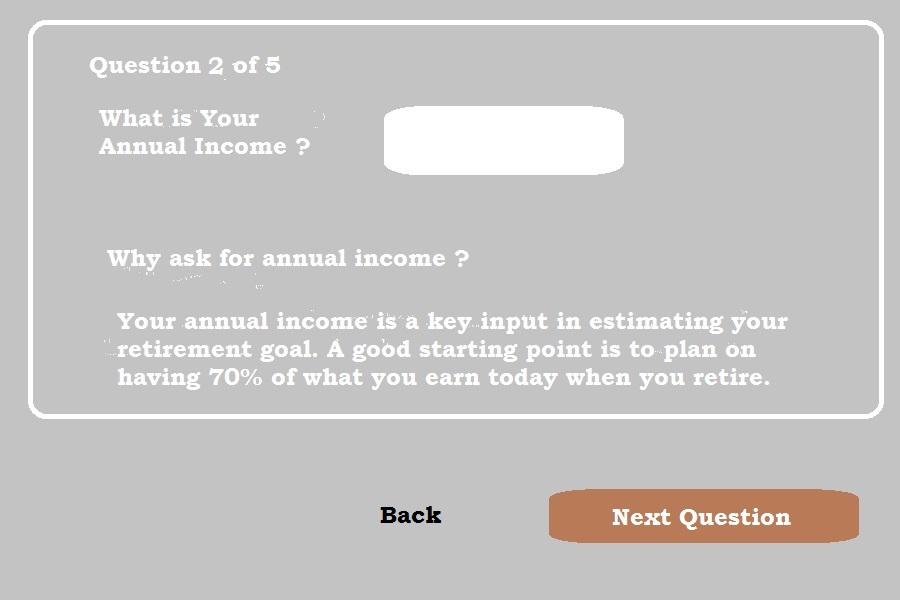 Question 2 of 5
What is Your
Annual Income ?
Why ask for annual income ?
Your annual income is a key input in estimating your
retirement goal. A good starting point is to plan on
having 70% of what you earn today when you retire.
Back
Next Question